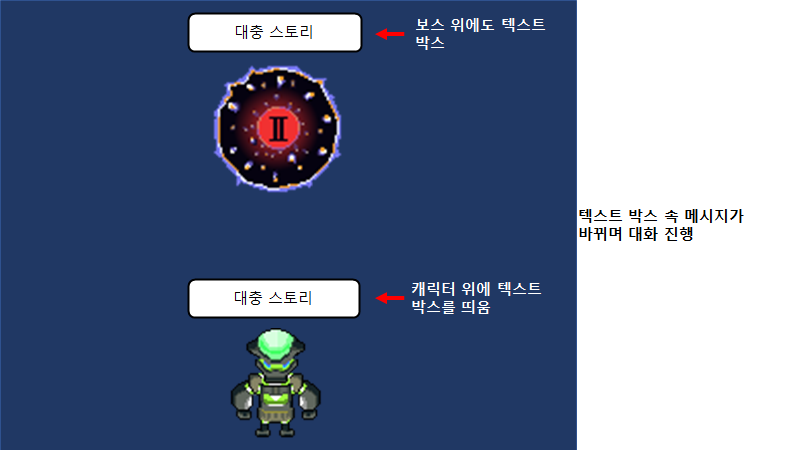 대충 스토리
보스 위에도 텍스트
박스
II
텍스트 박스 속 메시지가
바뀌며 대화 진행
대충 스토리
캐릭터 위에 텍스트
박스를 띄움